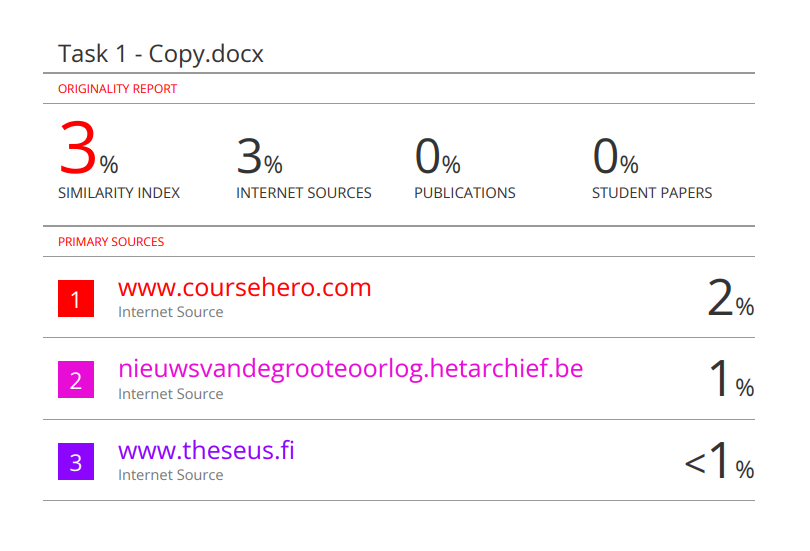 Task 1 - Copy.docx
ORIGINALITY REPORT
3% 3% 0% 0%
SIMILARITY INDEX INTERNET SOURCES PUBLICATIONS STUDENT PAPERS
PRIMARY SOURCES
1 www.coursehero.com 2%
Internet Source
2 nieuwsvandegrooteoorlog.hetarchief.be 1%
Internet Source
3 www.theseus.fi <1%
Internet Source